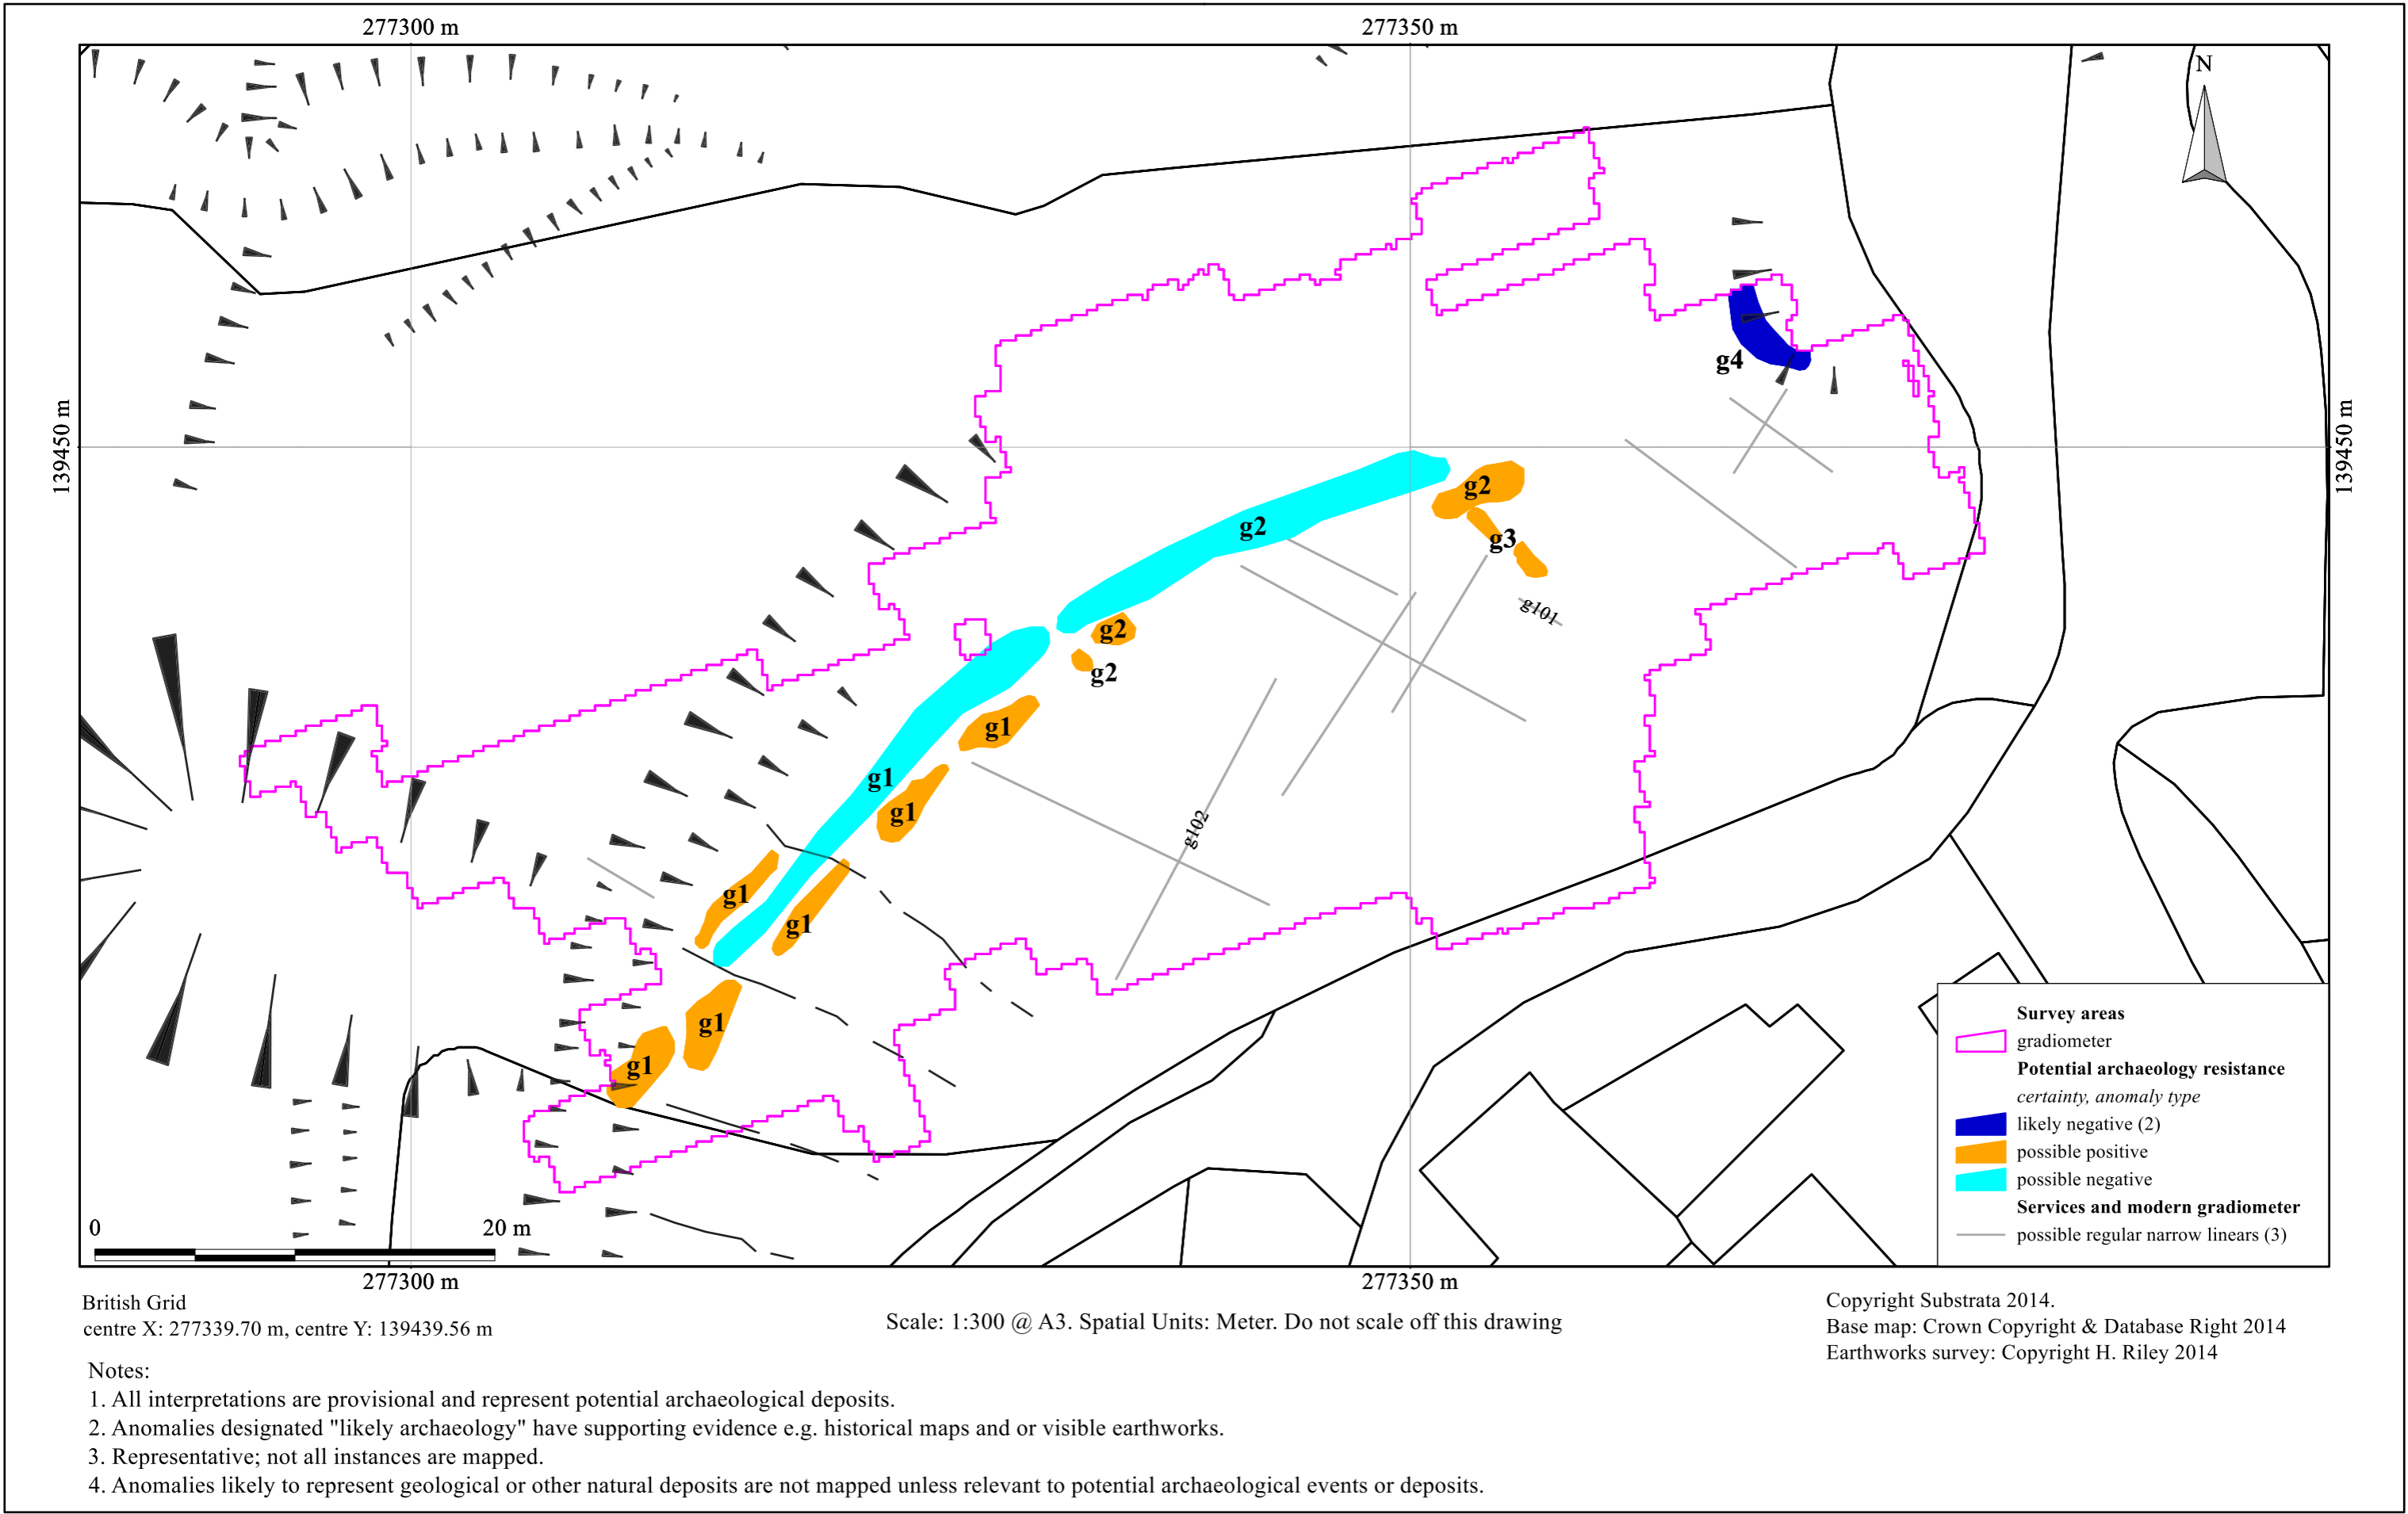 277300 m
277350 m
N
139450 m
139450 m
g4
g2
g2
g3
g101
g2
g2
g1
g1
g1
g102
g1
g1
g1
g1
Survey areas
gradiometer
Potential archaeology resistance
certainty, anomaly type
likely negative (2)
possible positive
possible negative
Services and modern gradiometer
possible regular narrow linears (3)
0
20 m
277300 m
277350 m
British Grid
centre X: 277339.70 m, centre Y: 139439.56 m
Scale: 1:300 @ A3. Spatial Units: Meter. Do not scale off this drawing
Copyright Substrata 2014.
Base map: Crown Copyright & Database Right 2014
Earthworks survey: Copyright H. Riley 2014
Notes:
1. All interpretations are provisional and represent potential archaeological deposits.
2. Anomalies designated "likely archaeology" have supporting evidence e.g. historical maps and or visible earthworks.
3. Representative; not all instances are mapped.
4. Anomalies likely to represent geological or other natural deposits are not mapped unless relevant to potential archaeological events or deposits.